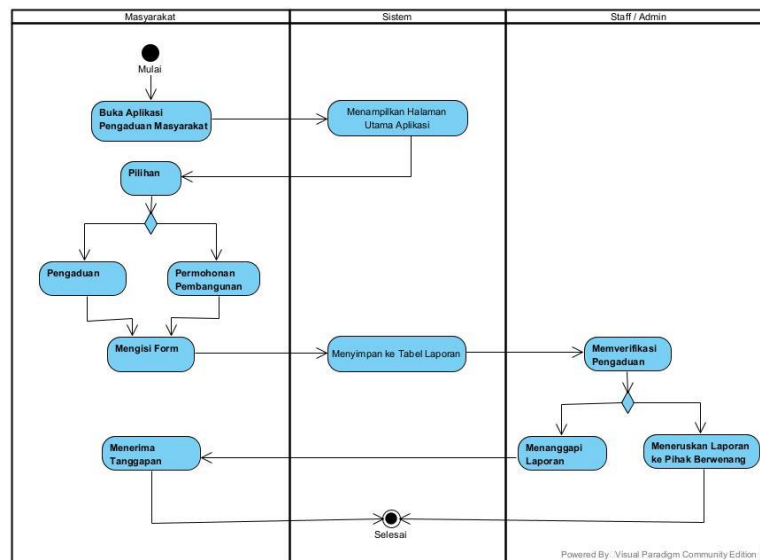 Masyarakat
Sistem
Staff / Admin
Mulai
Buka Aplikasi
Pengaduan Masyarakat
Menampilkan Halaman
Utama Aplikasi
Pilihan
Pengaduan
Permohonan
Pembangunan
Mengisi Form
Menyimpan ke Tabel Laporan
Memverifikasi
Pengaduan
Menerima
Tanggapan
Menanggapi
Laporan
Meneruskan Laporan
ke Pihak Berwenang
Selesai
Powered By: Visual Paradigm Community Edition